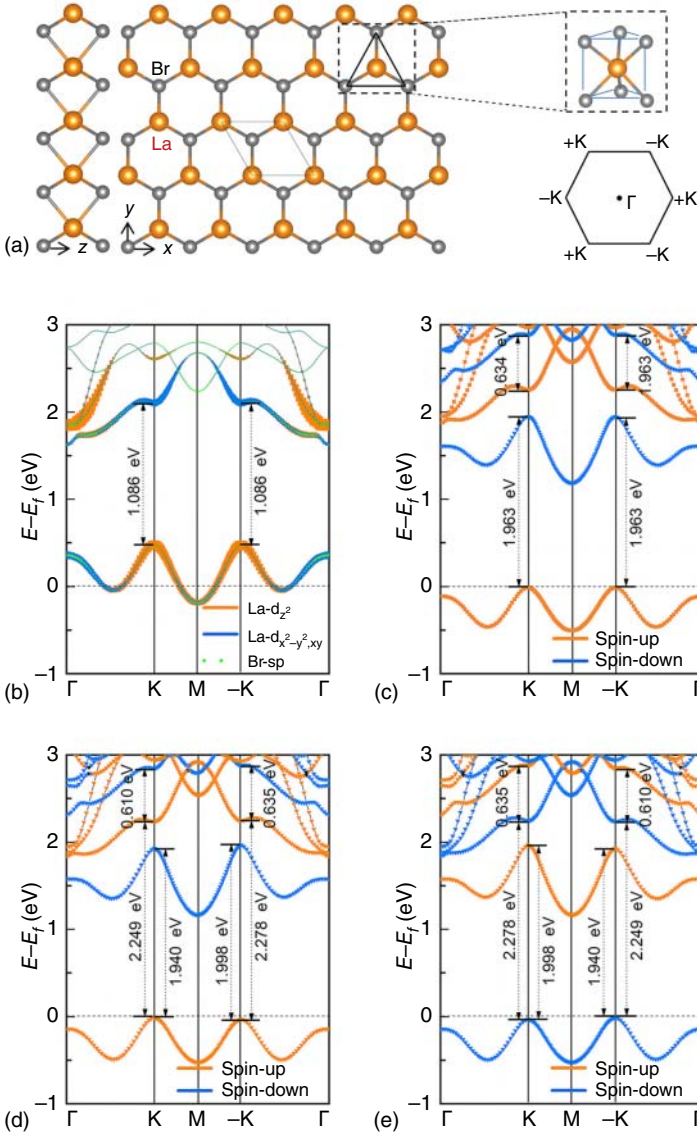 Br
La
y
z
x
(a)
+K
–K
–K
Γ
+K
+K
–K
3
2
1
0
–1
E–E_f (eV)
1.086 eV
1.086 eV
La-d_z²
La-d_x²–y²,xy
Br-sp
Γ
K
M
–K
Γ
(b)
3
2
1
0
–1
E–E_f (eV)
0.634 eV
1.963 eV
1.963 eV
1.963 eV
Spin-up
Spin-down
Γ
K
M
–K
Γ
(c)
3
2
1
0
–1
E–E_f (eV)
0.610 eV
0.635 eV
2.249 eV
1.940 eV
1.998 eV
2.278 eV
Spin-up
Spin-down
Γ
K
M
–K
Γ
(d)
3
2
1
0
–1
E–E_f (eV)
0.635 eV
0.610 eV
2.278 eV
1.998 eV
1.940 eV
2.249 eV
Spin-up
Spin-down
Γ
K
M
–K
Γ
(e)